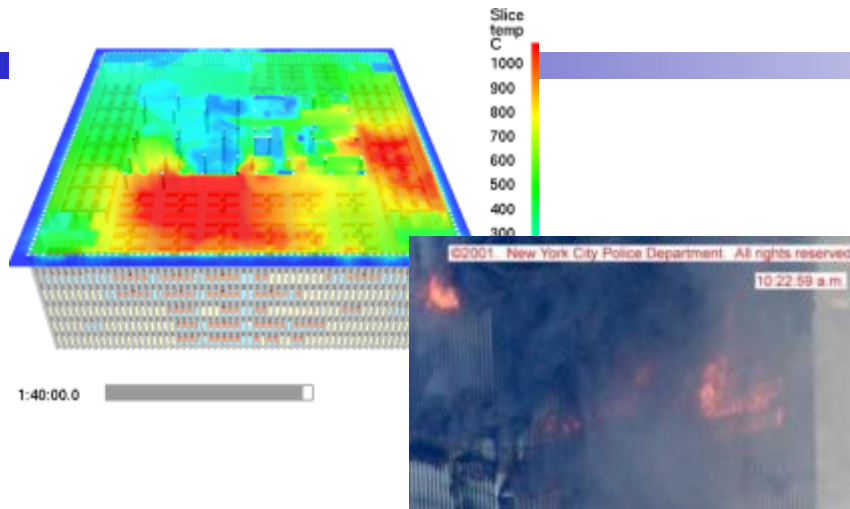 Slice
temp
C
1000
900
800
700
600
500
400
300
©2001. New York City Police Department. All rights reserved
10:22:59 a.m.
1:40:00.0